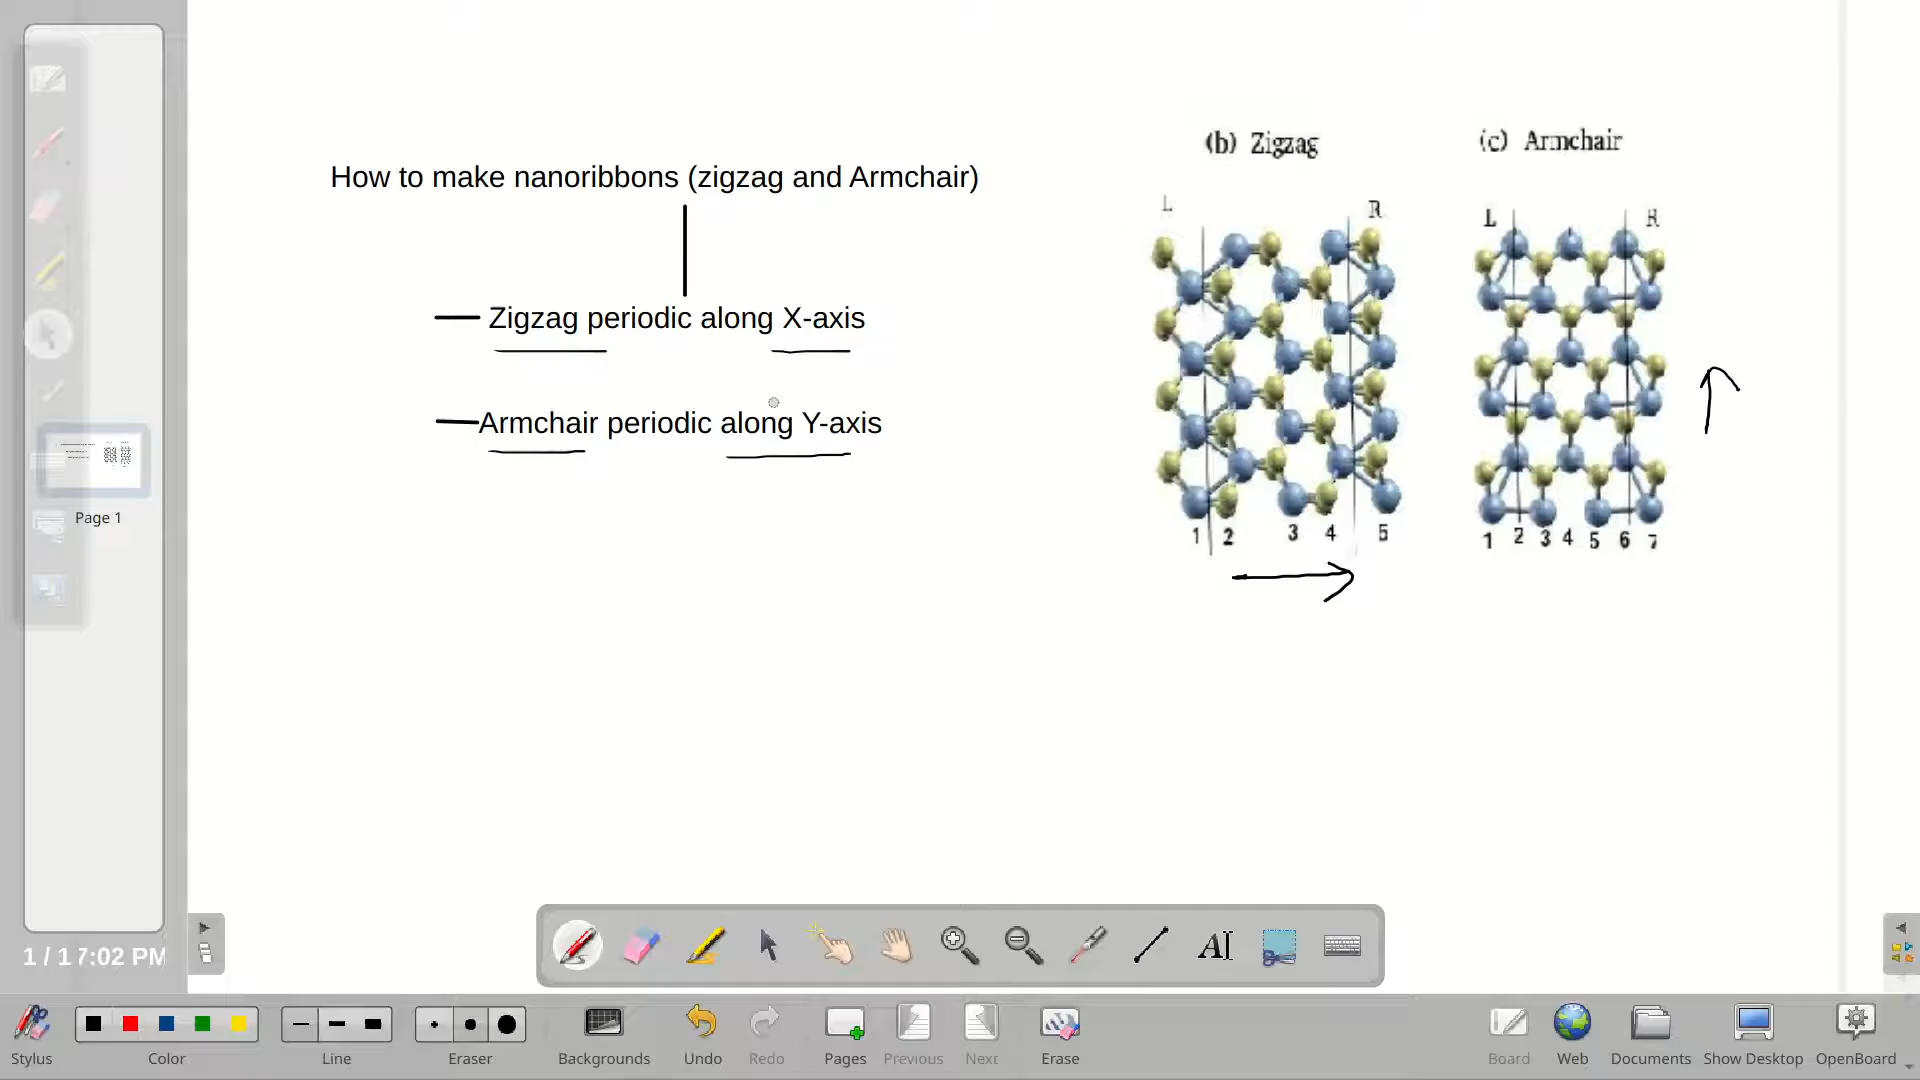 How to make nanoribbons (zigzag and Armchair)
Zigzag periodic along X-axis
Armchair periodic along Y-axis
(b) Zigzag
L R
1 2 3 4 5
(c) Armchair
L R
1 2 3 4 5 6 7
Page 1
1 / 1 7:02 PM
AI
Stylus
Color
Line
Eraser
Backgrounds
Undo
Redo
Pages
Previous
Next
Erase
Board
Web
Documents
Show Desktop
OpenBoard